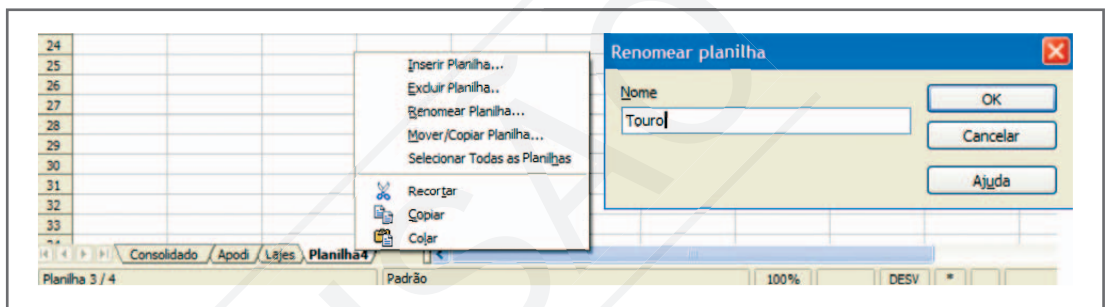 24
25
26
27
28
29
30
31
32
33
Inserir Planilha...
Excluir Planilha..
Renomear Planilha...
Mover/Copiar Planilha...
Selecionar Todas as Planilhas
Recortar
Copiar
Colar
Renomear planilha
Nome
Touro
OK
Cancelar
Ajuda
Consolidado Apodi Lajes Planilha4
Planilha 3 / 4 Padrão 100% DESV *